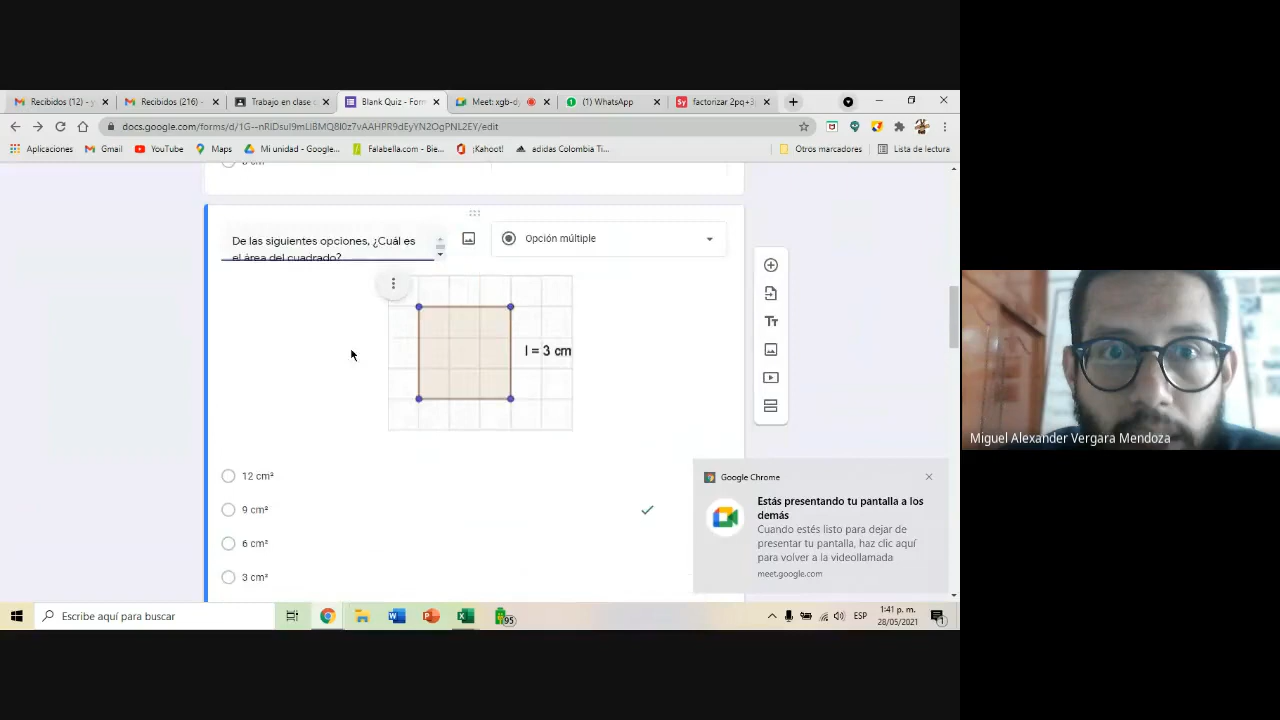 Recibidos (12) - y
Recibidos (216) -
Trabajo en clase c
Blank Quiz - Form
Meet: xgb-d
(1) WhatsApp
factorizar 2pq+3
docs.google.com/forms/d/1G--nRIDsuI9mLI8MQ8I0z7vAAHPR9dEyYN2OgPNL2EY/edit
Aplicaciones
Gmail
YouTube
Maps
Mi unidad - Google...
Falabella.com - Bie...
¡Kahoot!
adidas Colombia Ti...
Otros marcadores
Lista de lectura
De las siguientes opciones, ¿Cuál es
el área del cuadrado?
Opción múltiple
l = 3 cm
12 cm²
9 cm²
6 cm²
3 cm²
Google Chrome
Estás presentando tu pantalla a los
demás
Cuando estés listo para dejar de
presentar tu pantalla, haz clic aquí
para volver a la videollamada
meet.google.com
Miguel Alexander Vergara Mendoza
Escribe aquí para buscar
95
ESP
1:41 p. m.
28/05/2021
1